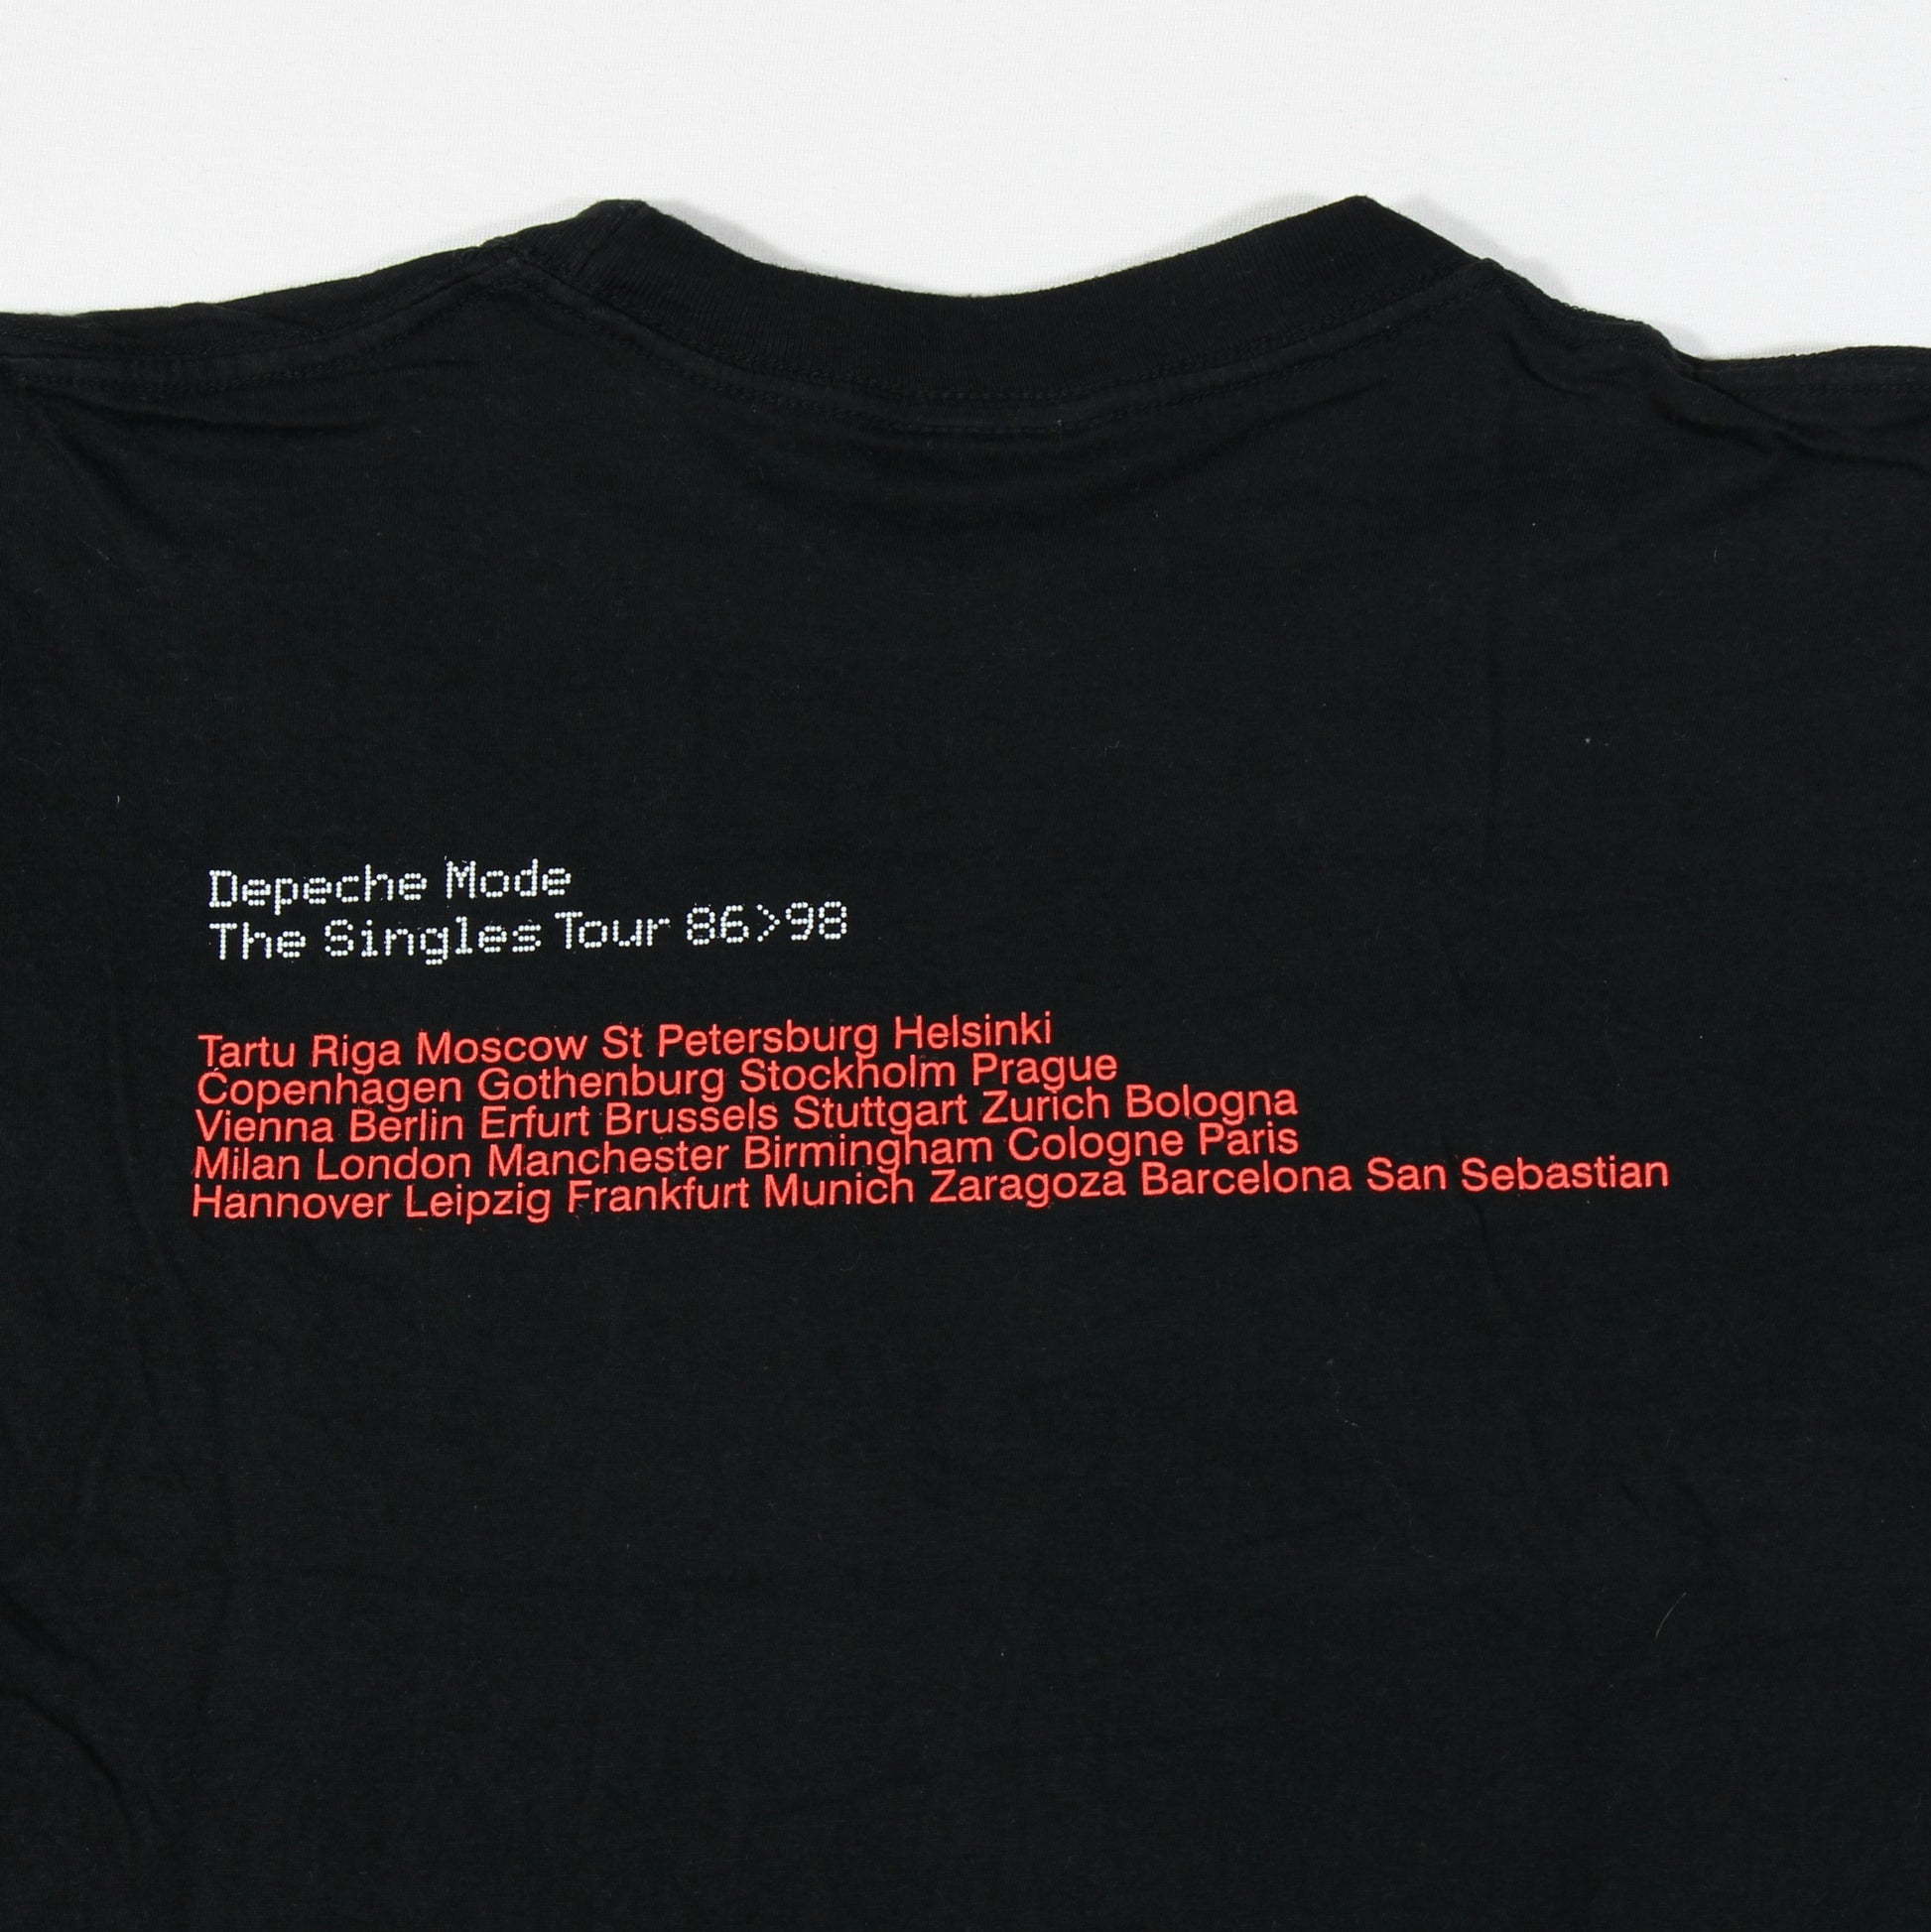 Depeche Mode
The Singles Tour 86>98
Tartu Riga Moscow St Petersburg Helsinki
Copenhagen Gothenburg Stockholm Prague
Vienna Berlin Erfurt Brussels Stuttgart Zurich Bologna
Milan London Manchester Birmingham Cologne Paris
Hannover Leipzig Frankfurt Munich Zaragoza Barcelona San Sebastian